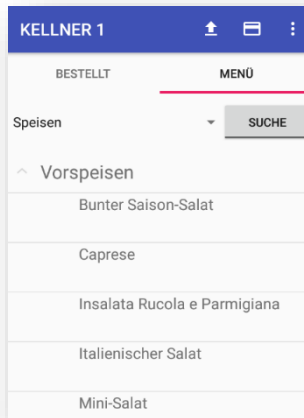 KELLNER 1
BESTELLT MENÜ
Speisen SUCHE
Vorspeisen
Bunter Saison-Salat
Caprese
Insalata Rucola e Parmigiana
Italienischer Salat
Mini-Salat